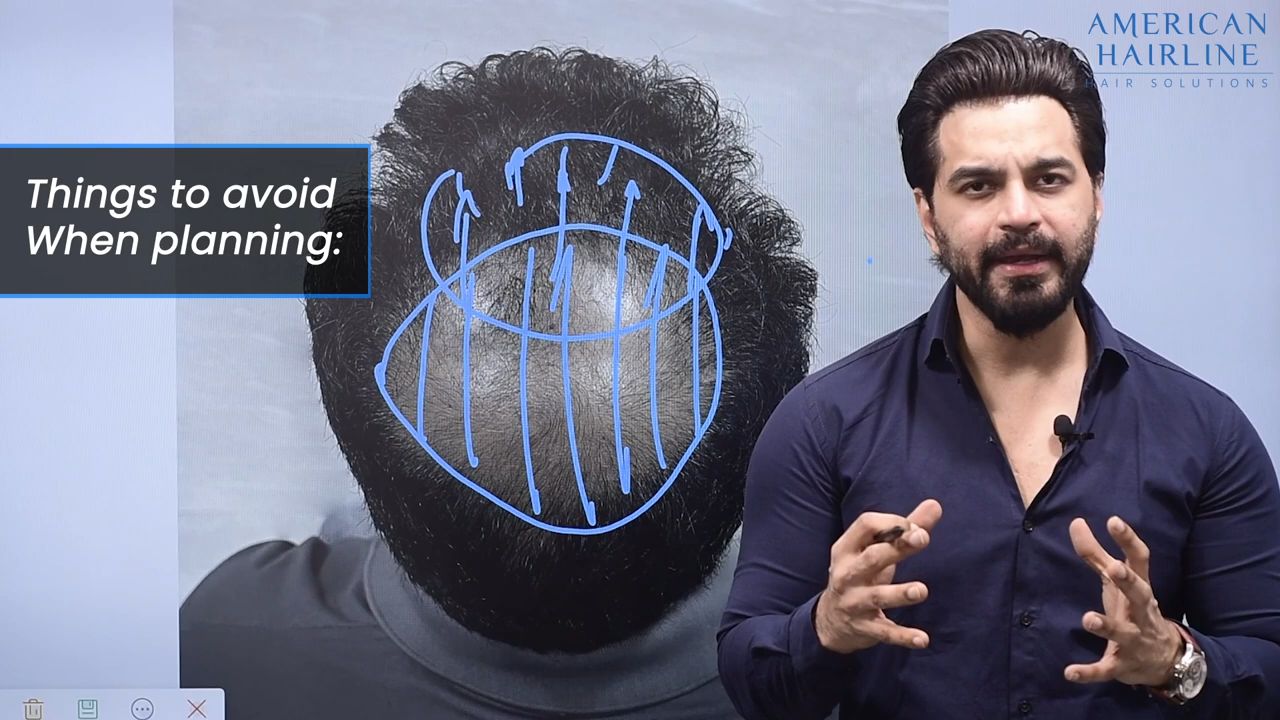 AMERICAN
HAIRLINE
HAIR SOLUTIONS
Things to avoid
When planning: